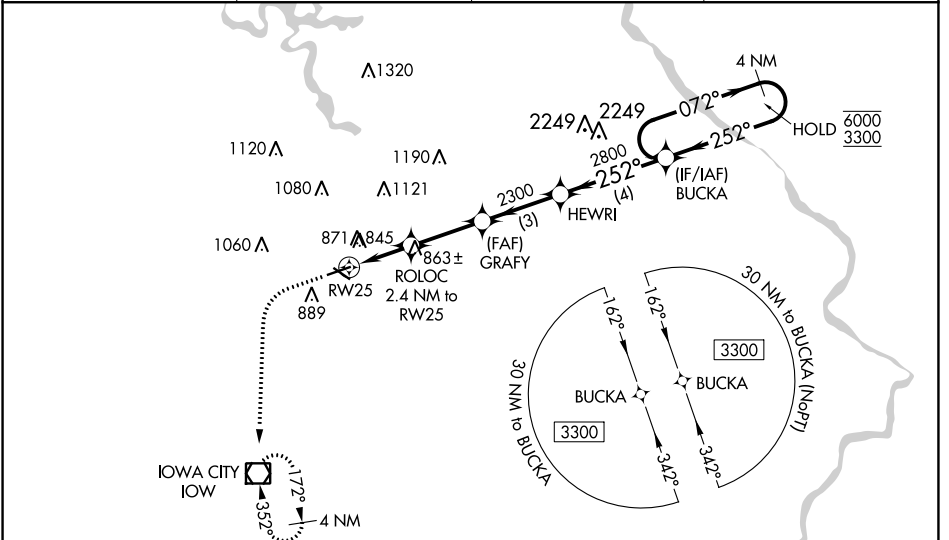 1320
4 NM
072°
HOLD
6000
3300
252°
2249
2249
1120
1190
2800
252°
(4)
(IF/IAF)
BUCKA
1080
1121
2300
(3)
HEWRI
1060
871
845
(FAF)
GRAFY
863±
ROLOC
2.4 NM to
RW25
RW25
889
162°
162°
30 NM to BUCKA (NoPT)
3300
BUCKA
BUCKA
30 NM to BUCKA
3300
342°
342°
IOWA CITY
IOW
172°
352°
4 NM